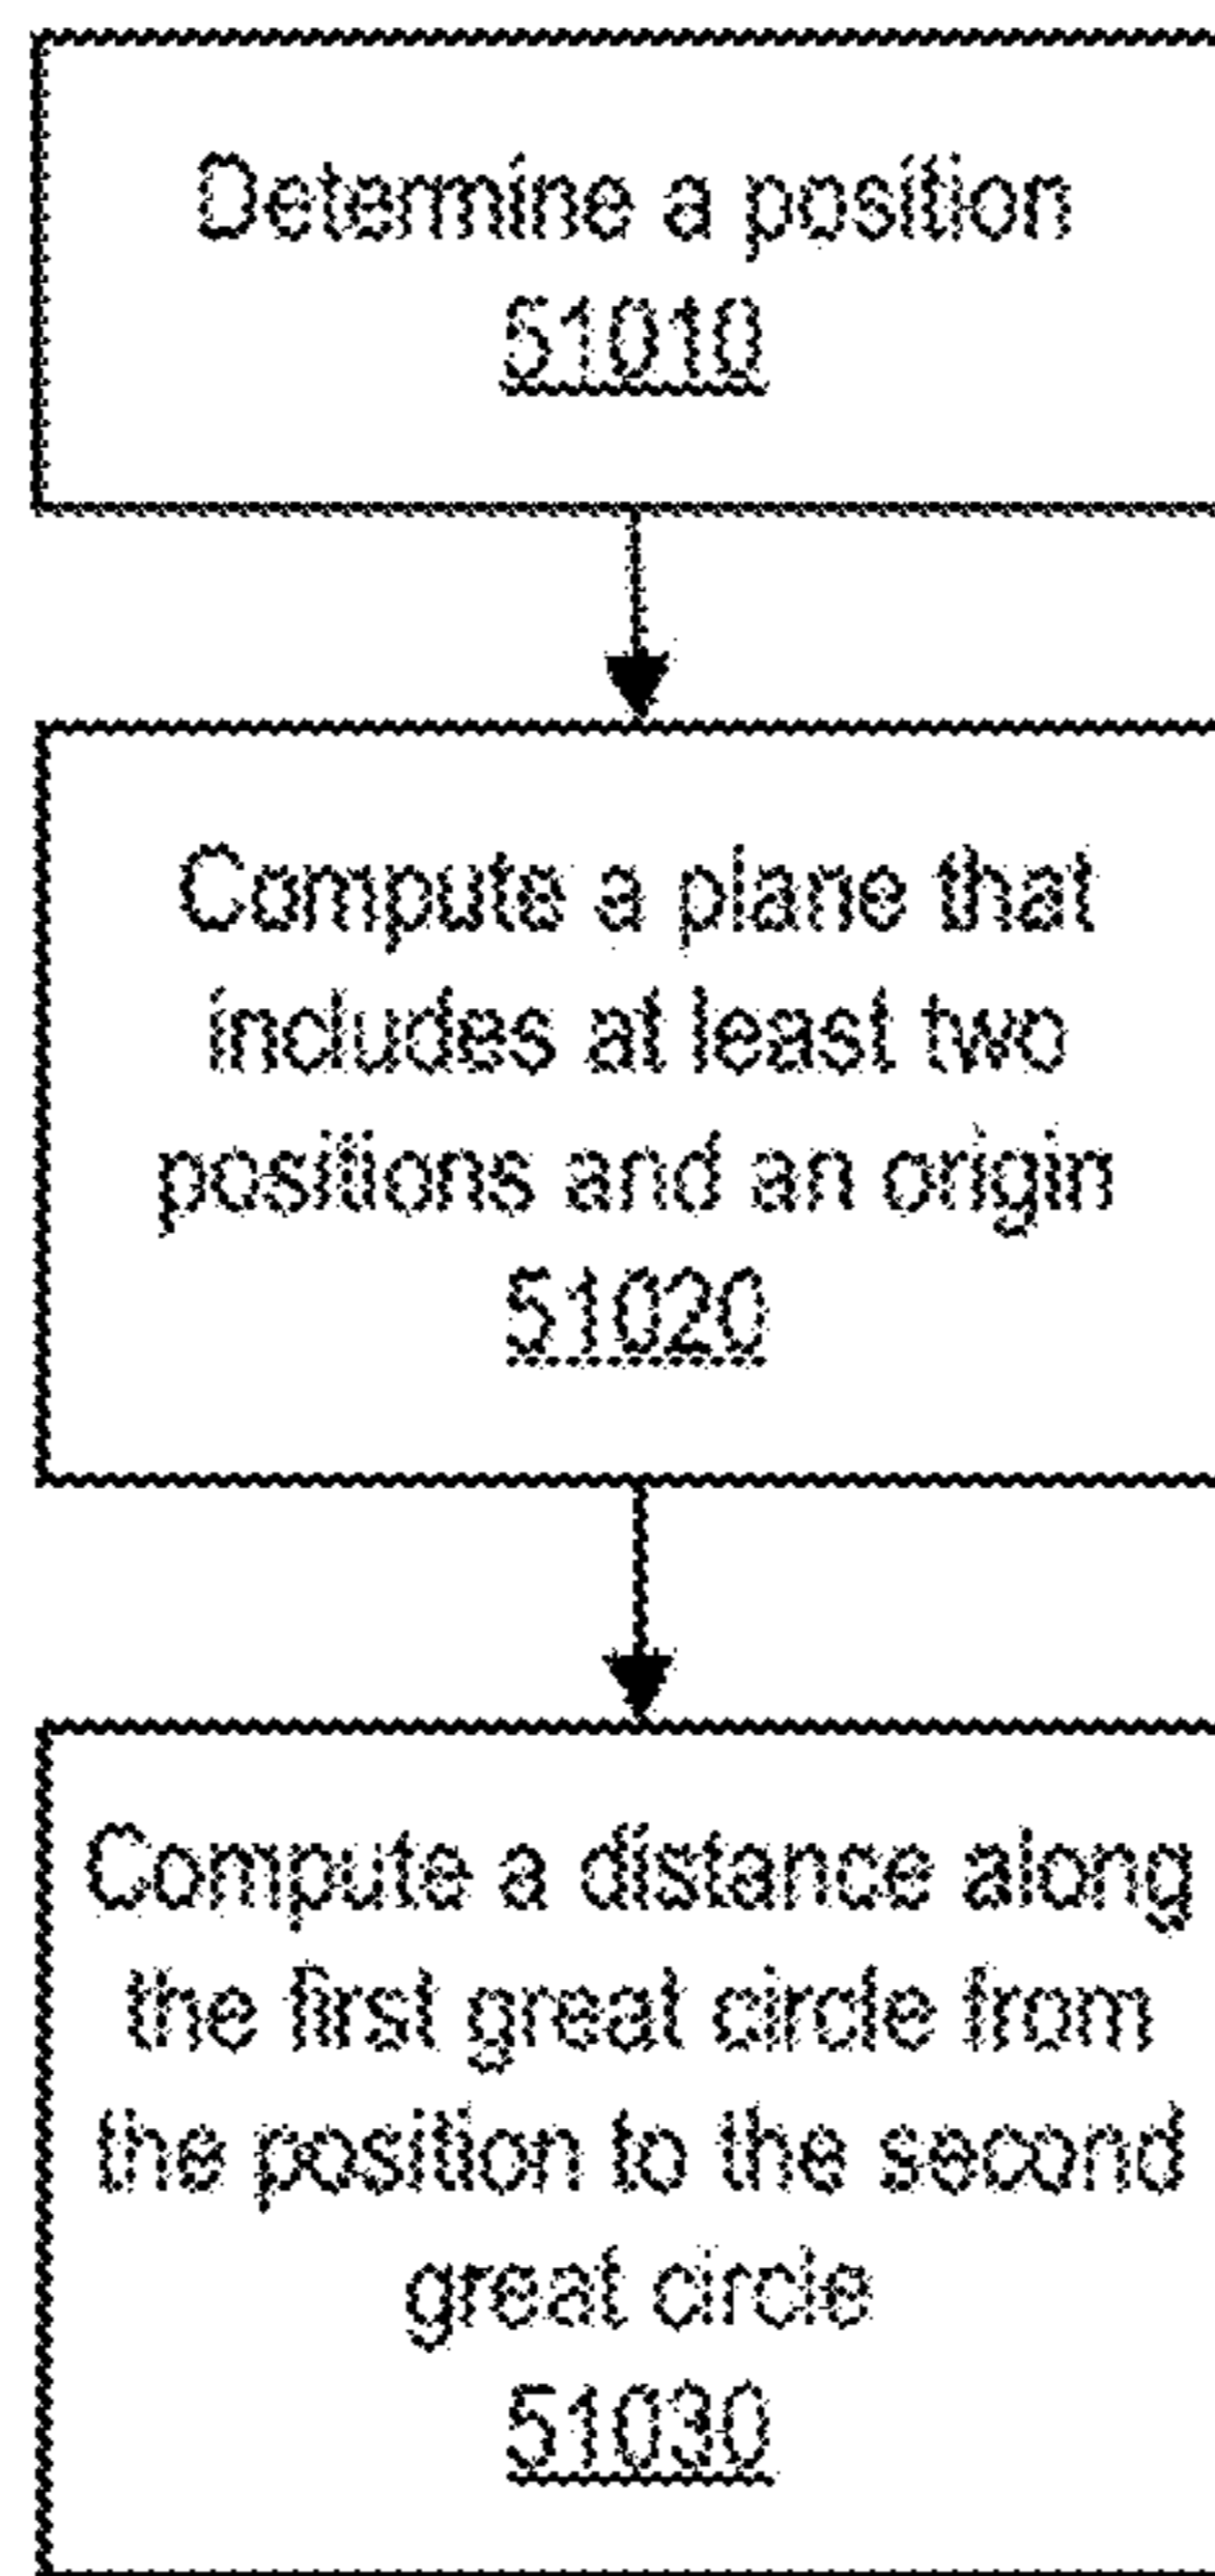 Determine a position
51010
Compute a plane that
includes at least two
positions and an origin
51020
Compute a distance along
the first great circle from
the position to the second
great circle
51030